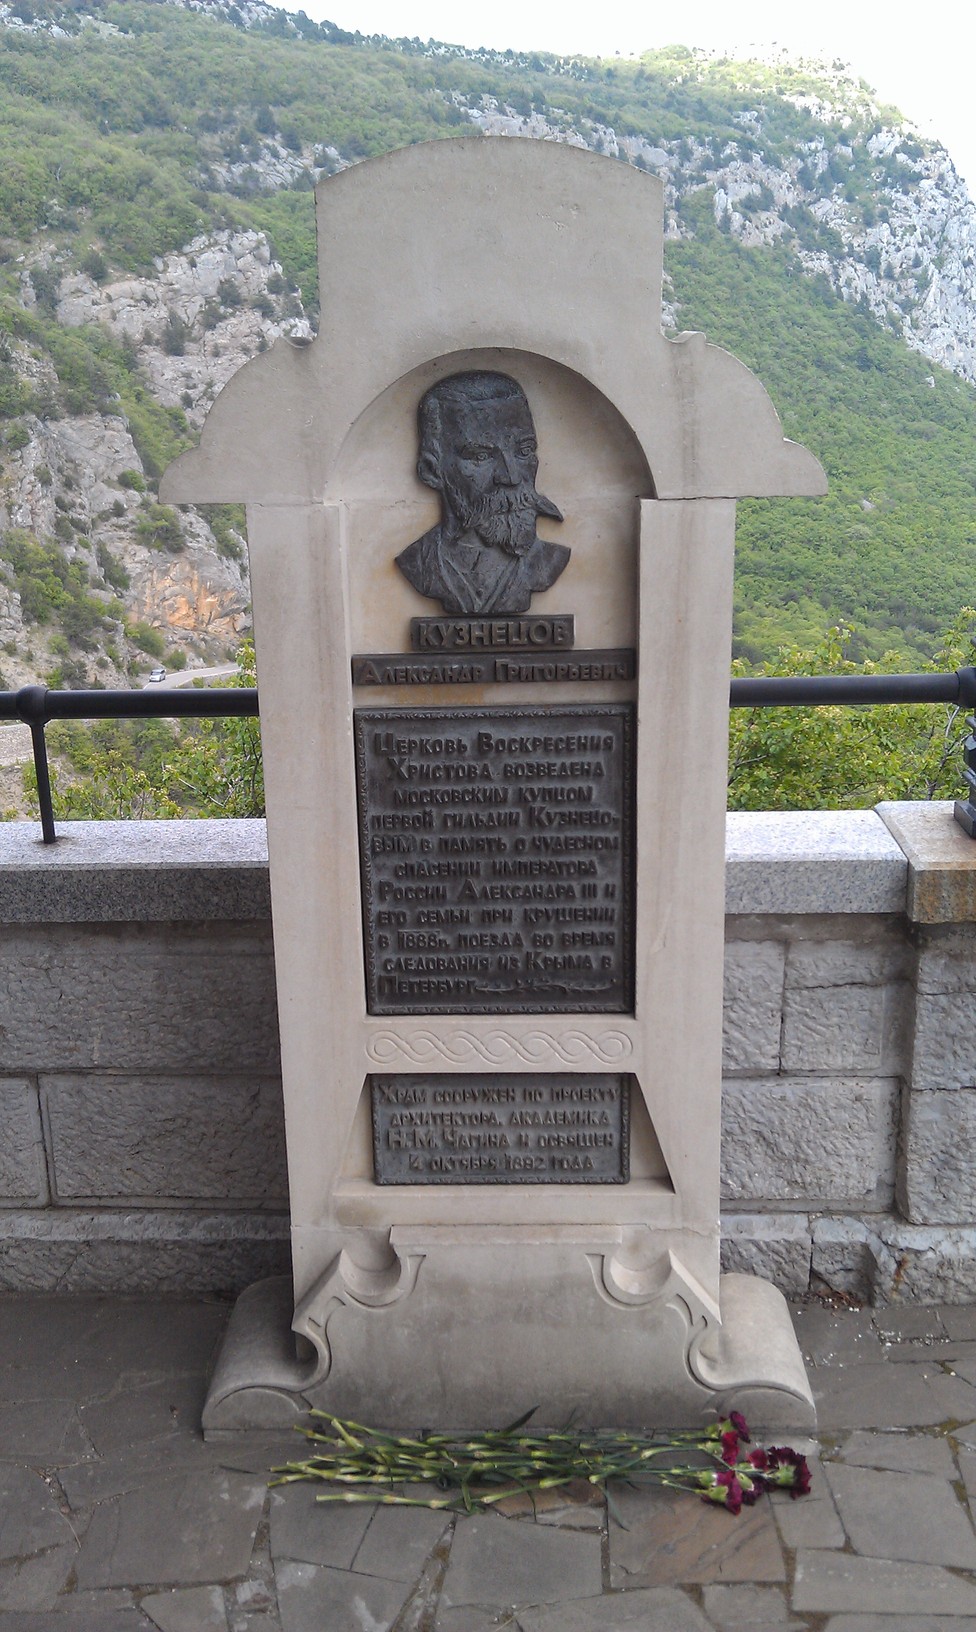 КУЗНЕЦОВ
АЛЕКСАНДР ГРИГОРЬЕВИЧ
ЦЕРКОВЬ ВОСКРЕСЕНИЯ
ХРИСТОВА ВОЗВЕДЕНА
МОСКОВСКИМ КУПЦОМ
ПЕРВОЙ ГИЛЬДИИ КУЗНЕЦО-
ВЫМ В ПАМЯТЬ О ЧУДЕСНОМ
СПАСЕНИИ ИМПЕРАТОРА
РОССИИ АЛЕКСАНДРА III И
ЕГО СЕМЬИ ПРИ КРУШЕНИИ
В 1888г. ПОЕЗДА ВО ВРЕМЯ
СЛЕДОВАНИЯ ИЗ КРЫМА В
ПЕТЕРБУРГ
ХРАМ СООРУЖЕН ПО ПРОЕКТУ
АРХИТЕКТОРА, АКАДЕМИКА
Н.М. ЧАГИНА И ОСВЯЩЕН
4 ОКТЯБРЯ 1892 ГОДА